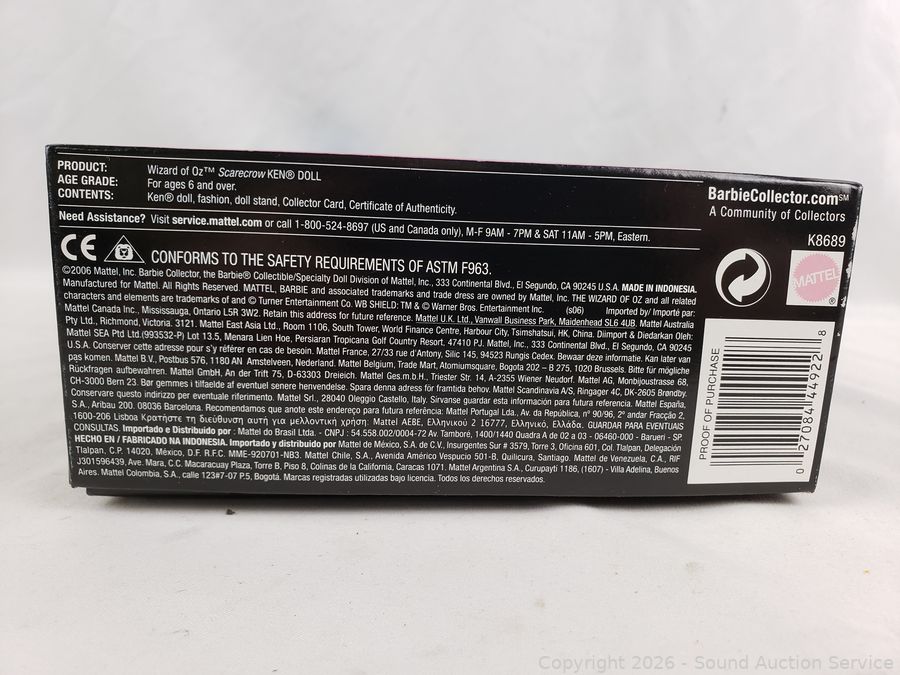 PRODUCT: Wizard of Oz™ Scarecrow KEN® DOLL
AGE GRADE: For ages 6 and over.
CONTENTS: Ken® doll, fashion, doll stand, Collector Card, Certificate of Authenticity.
Need Assistance? Visit service.mattel.com or call 1-800-524-8697 (US and Canada only), M-F 9AM - 7PM & SAT 11AM - 5PM, Eastern.
BarbieCollector.com℠
A Community of Collectors
K8689
CE CONFORMS TO THE SAFETY REQUIREMENTS OF ASTM F963.
MATTEL®
©2006 Mattel, Inc. Barbie Collector, the Barbie® Collectible/Specialty Doll Division of Mattel, Inc., 333 Continental Blvd., El Segundo, CA 90245 U.S.A. MADE IN INDONESIA.
Manufactured for Mattel. All Rights Reserved. MATTEL, BARBIE and associated trademarks and trade dress are owned by Mattel, Inc. THE WIZARD OF OZ and all related
characters and elements are trademarks of and © Turner Entertainment Co. WB SHIELD: TM & © Warner Bros. Entertainment Inc. (s06) Imported by/ Importé par:
Mattel Canada Inc., Mississauga, Ontario L5R 3W2. Retain this address for future reference. Mattel U.K. Ltd., Vanwall Business Park, Maidenhead SL6 4UB. Mattel Australia
Pty Ltd., Richmond, Victoria. 3121. Mattel East Asia Ltd., Room 1106, South Tower, World Finance Centre, Harbour City, Tsimshatsui, HK, China. Diimport & Diedarkan Oleh:
Mattel SEA Ptd Ltd.(993532-P) Lot 13.5, Menara Lien Hoe, Persiaran Tropicana Golf Country Resort, 47410 PJ. Mattel, Inc., 333 Continental Blvd., El Segundo, CA 90245
U.S.A. Conserver cette adresse pour s'y référer en cas de besoin. Mattel France, 27/33 rue d'Antony, Silic 145, 94523 Rungis Cedex. Bewaar deze informatie. Kan later van
pas komen. Mattel B.V., Postbus 576, 1180 AN Amstelveen, Nederland. Mattel Belgium, Trade Mart, Atomiumsquare, Bogota 202 – B 275, 1020 Brussels. Bitte für mögliche
Rückfragen aufbewahren. Mattel GmbH, An der Trift 75, D-63303 Dreieich. Mattel Ges.m.b.H., Triester Str. 14, A-2355 Wiener Neudorf. Mattel AG, Monbijoustrasse 68,
CH-3000 Bern 23. Bør gemmes i tilfælde af eventuel senere henvendelse. Spara denna adress för framtida behov. Mattel Scandinavia A/S, Ringager 4C, DK-2605 Brøndby.
Conservare questo indirizzo per eventuale riferimento. Mattel Srl., 28040 Oleggio Castello, Italy. Sirvanse guardar esta información para futura referencia. Mattel España,
S.A., Aribau 200. 08036 Barcelona. Recomendamos que anote este endereço para futura referência: Mattel Portugal Lda., Av. da República, nº 90/96, 2º andar Fracção 2,
1600-206 Lisboa Κρατήστε τη διεύθυνση αυτή για μελλοντική χρήση: Mattel AEBE, Ελληνικού 2 16777, Ελληνικό, Ελλάδα. GUARDAR PARA EVENTUAIS
CONSULTAS. Importado e Distribuido por : Mattel do Brasil Ltda. - CNPJ : 54.558.002/0004-72 Av. Tamboré, 1400/1440 Quadra A de 02 a 03 - 06460-000 - Barueri - SP.
HECHO EN / FABRICADO NA INDONESIA. Importado y distribuido por Mattel de México, S.A. de C.V., Insurgentes Sur # 3579, Torre 3, Oficina 601, Col. Tlalpan, Delegación
Tlalpan, C.P. 14020, México, D.F. R.F.C. MME-920701-NB3. Mattel Chile, S.A., Avenida Américo Vespucio 501-B, Quilicura, Santiago. Mattel de Venezuela, C.A., RIF
J301596439, Ave. Mara, C.C. Macaracuay Plaza, Torre B, Piso 8, Colinas de la California, Caracas 1071. Mattel Argentina S.A., Curupaytí 1186, (1607) - Villa Adelina, Buenos
Aires. Mattel Colombia, S.A., calle 123#7-07 P.5, Bogotá. Marcas registradas utilizadas bajo licencia. Todos los derechos reservados.
PROOF OF PURCHASE
0 27084 44922 8
Copyright 2026 - Sound Auction Service